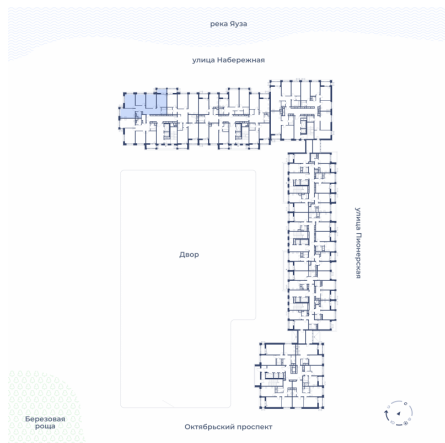 река Яуза
улица Набережная
улица Пионерская
Двор
Березовая
роща
Октябрьский проспект